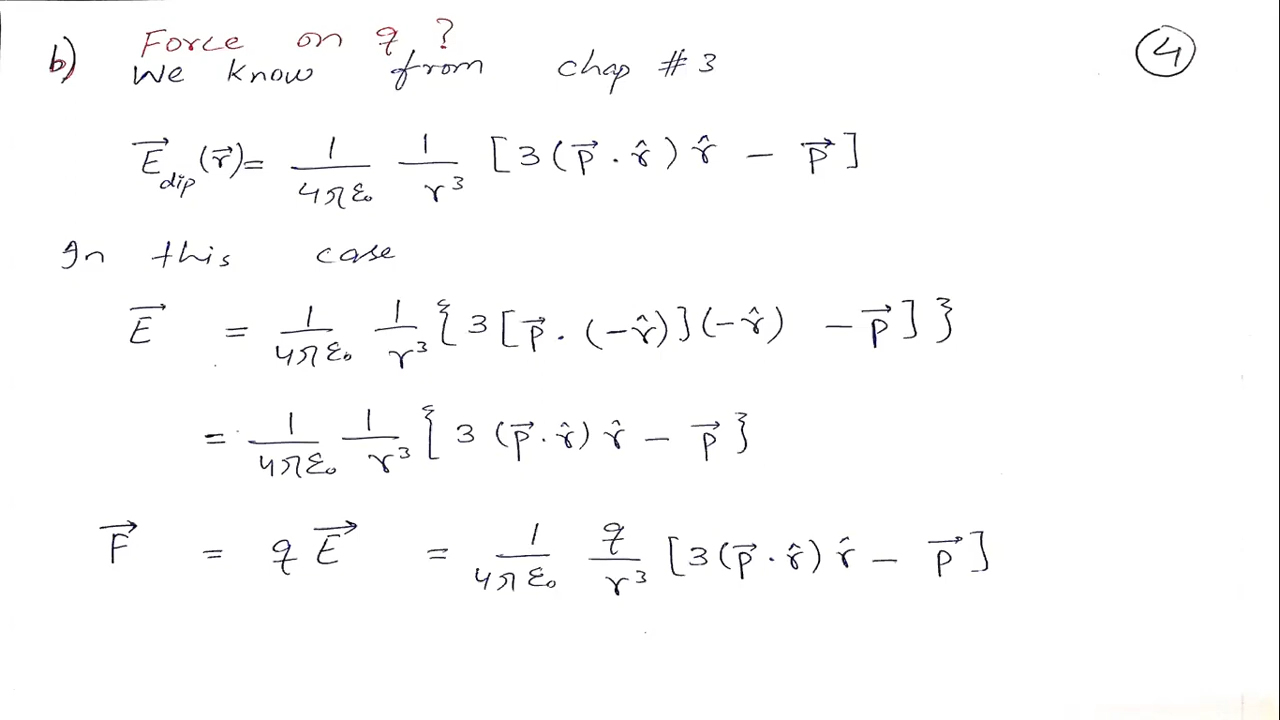 b) Force on q ?
We know from chap # 3
④
E⃗_dip (r⃗) = 1/4πε₀ 1/r³ [3(p⃗ . r̂) r̂ − p⃗]
In this case
E⃗ = 1/4πε₀ 1/r³ {3[p⃗ . (−r̂)](−r̂) − p⃗]}
= 1/4πε₀ 1/r³ {3 (p⃗ . r̂) r̂ − p⃗}
F⃗ = q E⃗ = 1/4πε₀ q/r³ [3(p⃗ . r̂) r̂ − p⃗]